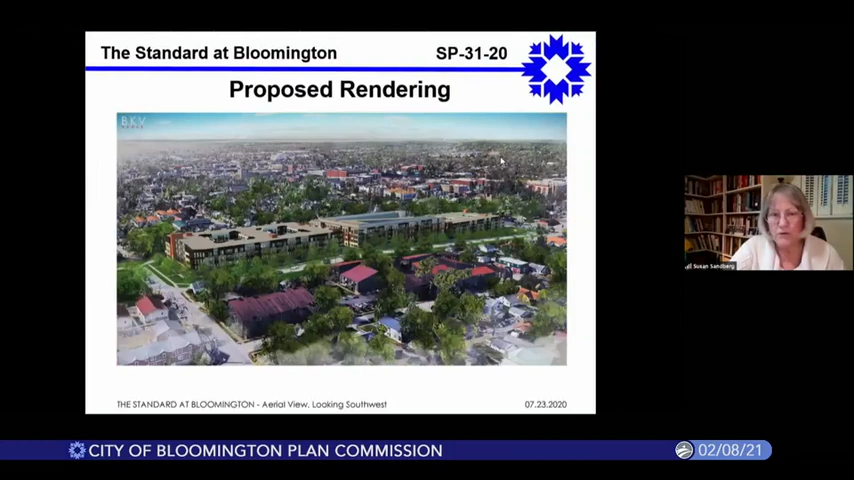 The Standard at Bloomington
SP-31-20
Proposed Rendering
BKV
THE STANDARD AT BLOOMINGTON - Aerial View, Looking Southwest
07.23.2020
Susan Sandberg
CITY OF BLOOMINGTON PLAN COMMISSION
02/08/21